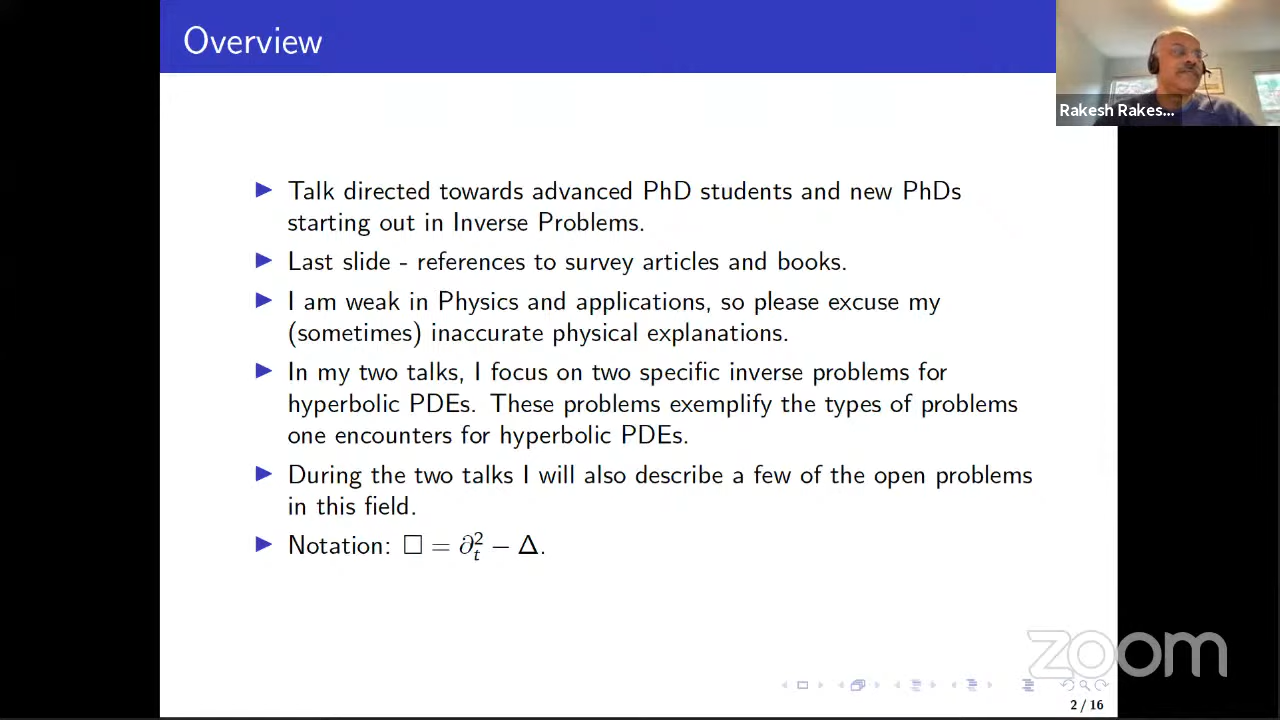 Overview
Rakesh Rakes...
▶ Talk directed towards advanced PhD students and new PhDs
starting out in Inverse Problems.
▶ Last slide - references to survey articles and books.
▶ I am weak in Physics and applications, so please excuse my
(sometimes) inaccurate physical explanations.
▶ In my two talks, I focus on two specific inverse problems for
hyperbolic PDEs. These problems exemplify the types of problems
one encounters for hyperbolic PDEs.
▶ During the two talks I will also describe a few of the open problems
in this field.
▶ Notation: □ = ∂ₜ² − Δ.
zoom
2 / 16